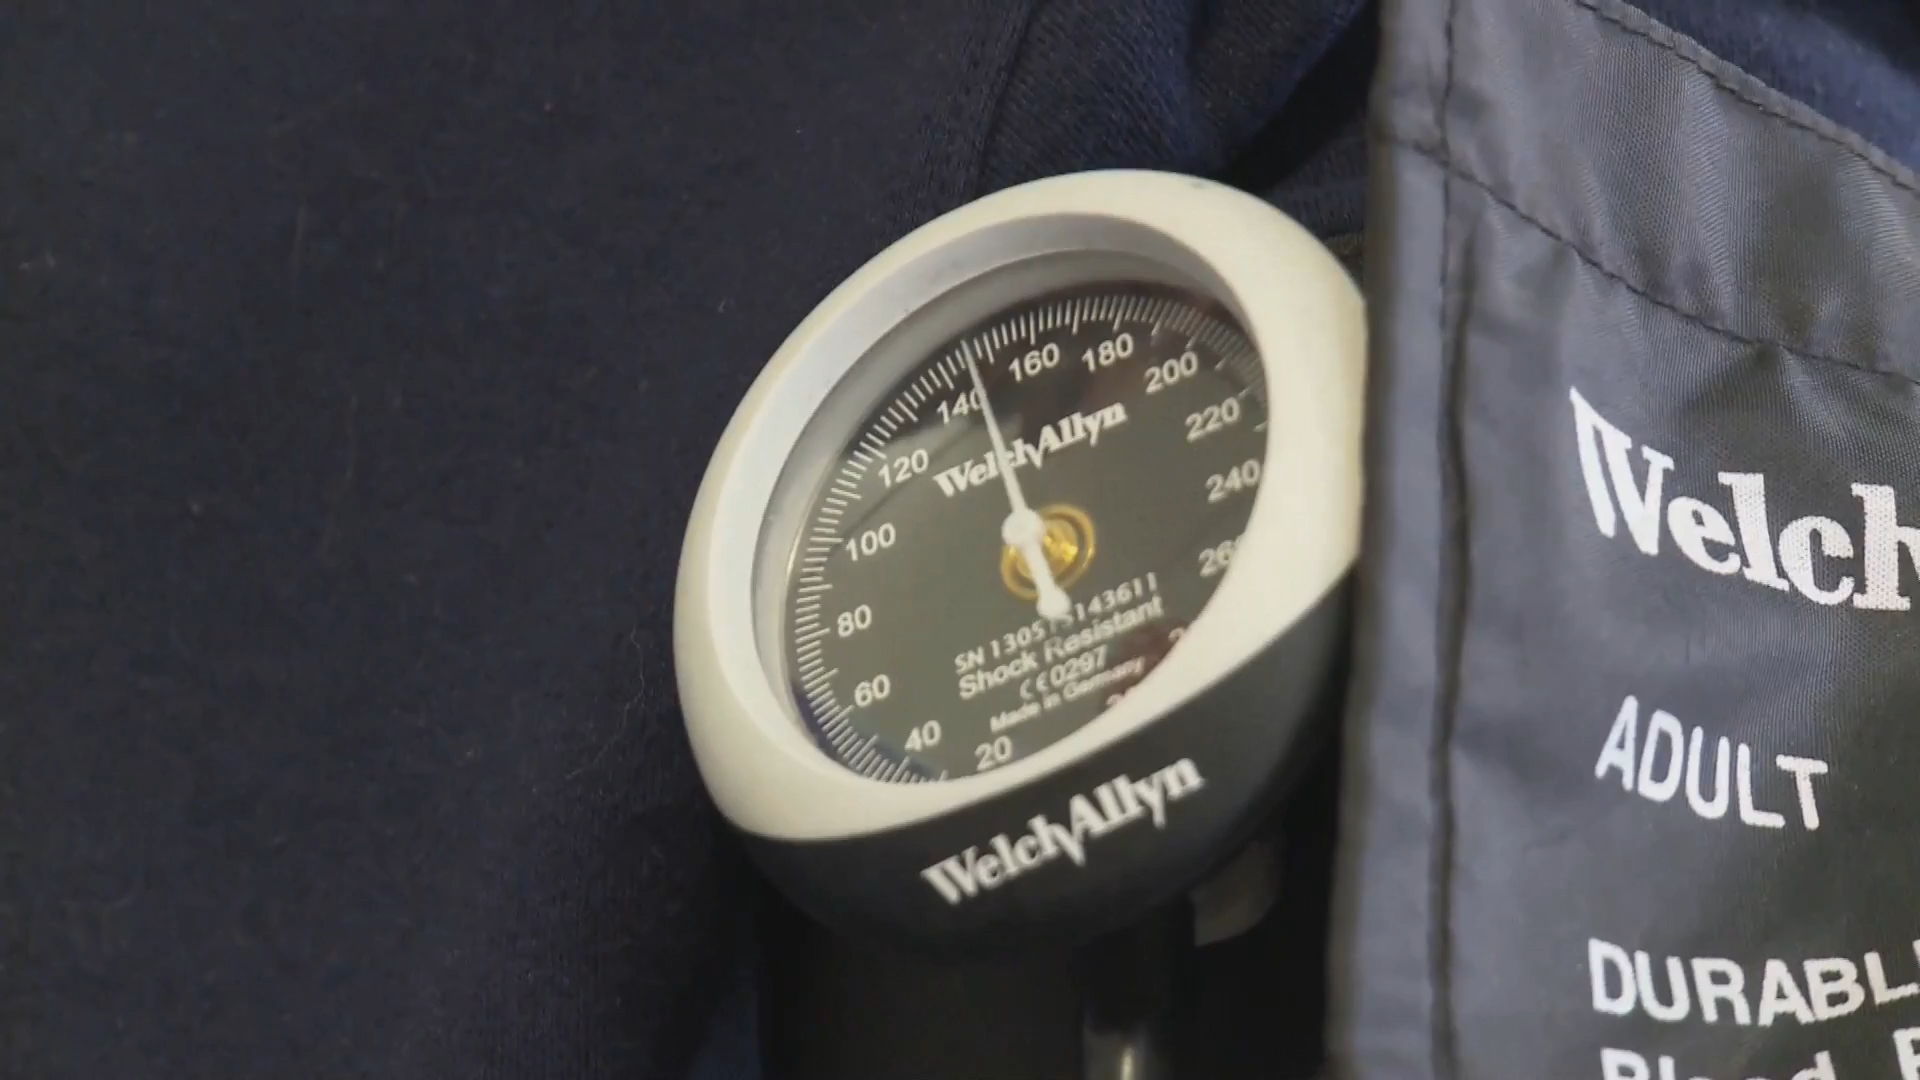 160
180
200
140
220
120
240
100
80
60
40
20
WelchAllyn
SN
Shock Resistant
CE0297
Made in Germany
WelchAllyn
Welch
ADULT
DURABL